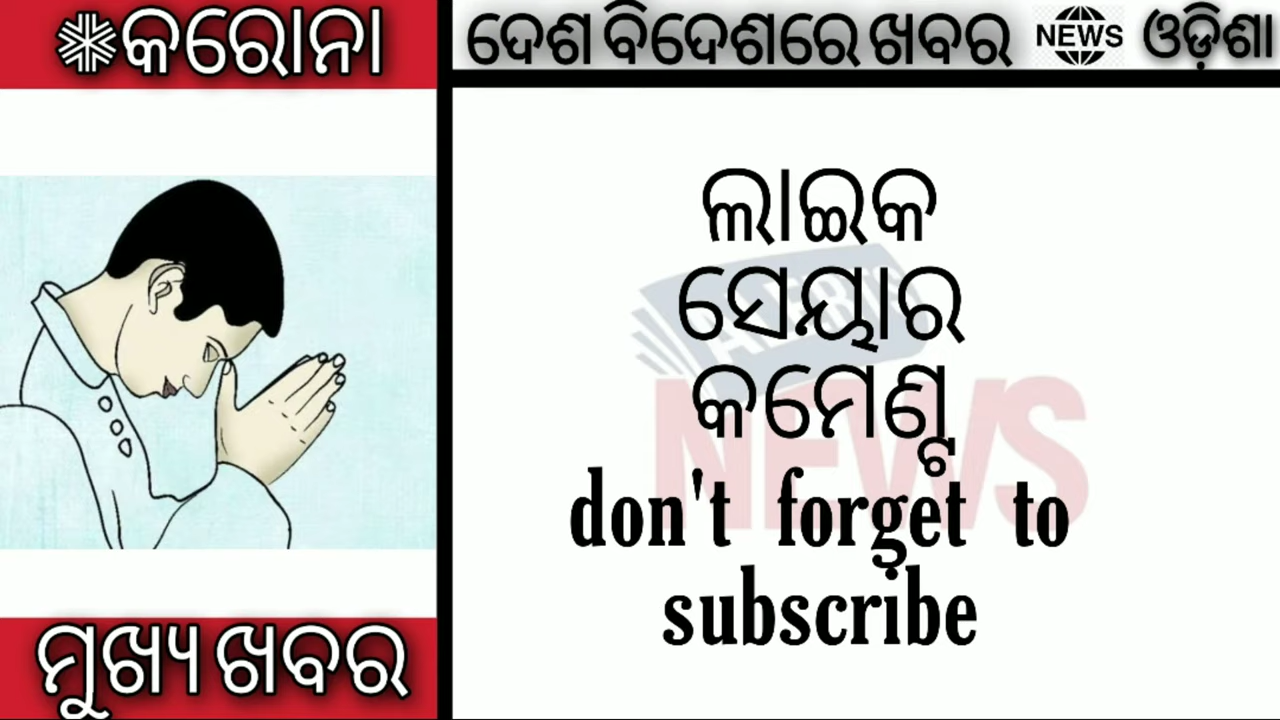 ❊କରୋନା
ଦେଶ ବିଦେଶରେ ଖବର NEWS ଓଡ଼ିଶା
ଲାଇକ
ସେୟାର
କମେଣ୍ଟ
don't forget to
subscribe
NEWS
ମୁଖ୍ୟ ଖବର